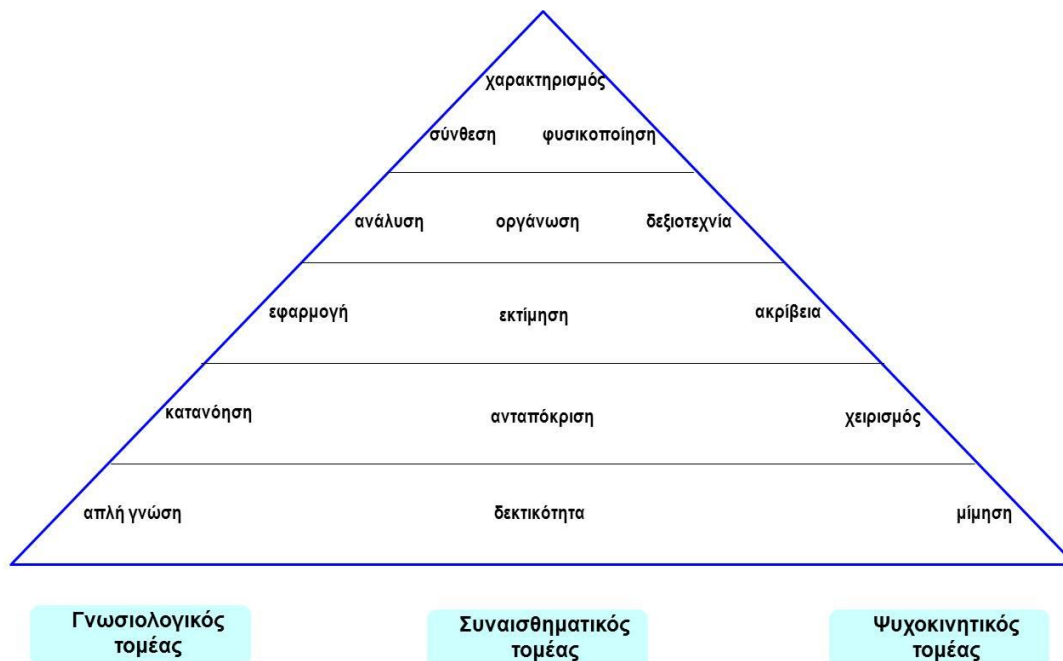 χαρακτηρισμός
σύνθεση φυσικοποίηση
ανάλυση οργάνωση δεξιοτεχνία
εφαρμογή εκτίμηση ακρίβεια
κατανόηση ανταπόκριση χειρισμός
απλή γνώση δεκτικότητα μίμηση
Γνωσιολογικός τομέας
Συναισθηματικός τομέας
Ψυχοκινητικός τομέας